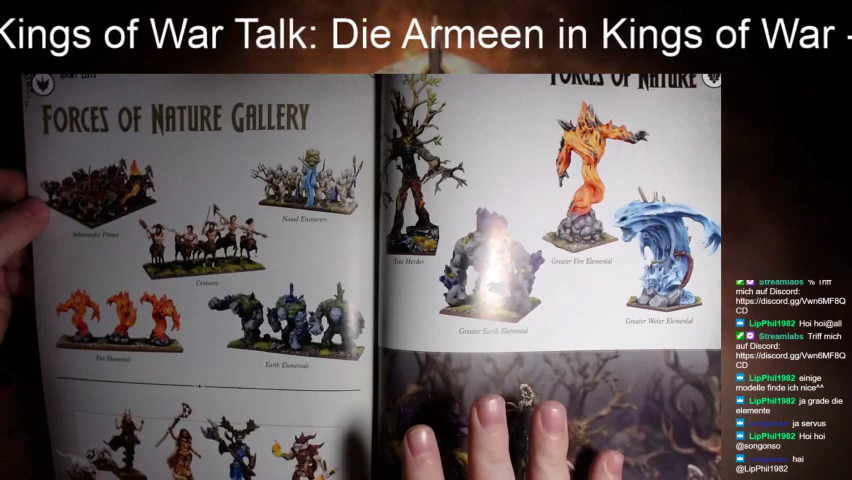 Kings of War Talk: Die Armeen in Kings of War -
FORCES OF NATURE GALLERY
Salamander Primes
Naiad Ensnarers
Centaurs
Fire Elementals
Earth Elementals
FORCES OF NATURE
Tree Herder
Greater Fire Elemental
Greater Earth Elemental
Greater Water Elemental
Streamlabs % Triff
mich auf Discord:
https://discord.gg/Vwn6MF8Q
CD
LipPhil1982 Hoi hoi@all
Streamlabs Triff mich
auf Discord:
https://discord.gg/Vwn6MF8Q
CD
LipPhil1982 einige
modelle finde ich nice^^
LipPhil1982 ja grade die
elemente
ja servus
LipPhil1982 Hoi hoi
@songonso
hai
@LipPhil1982